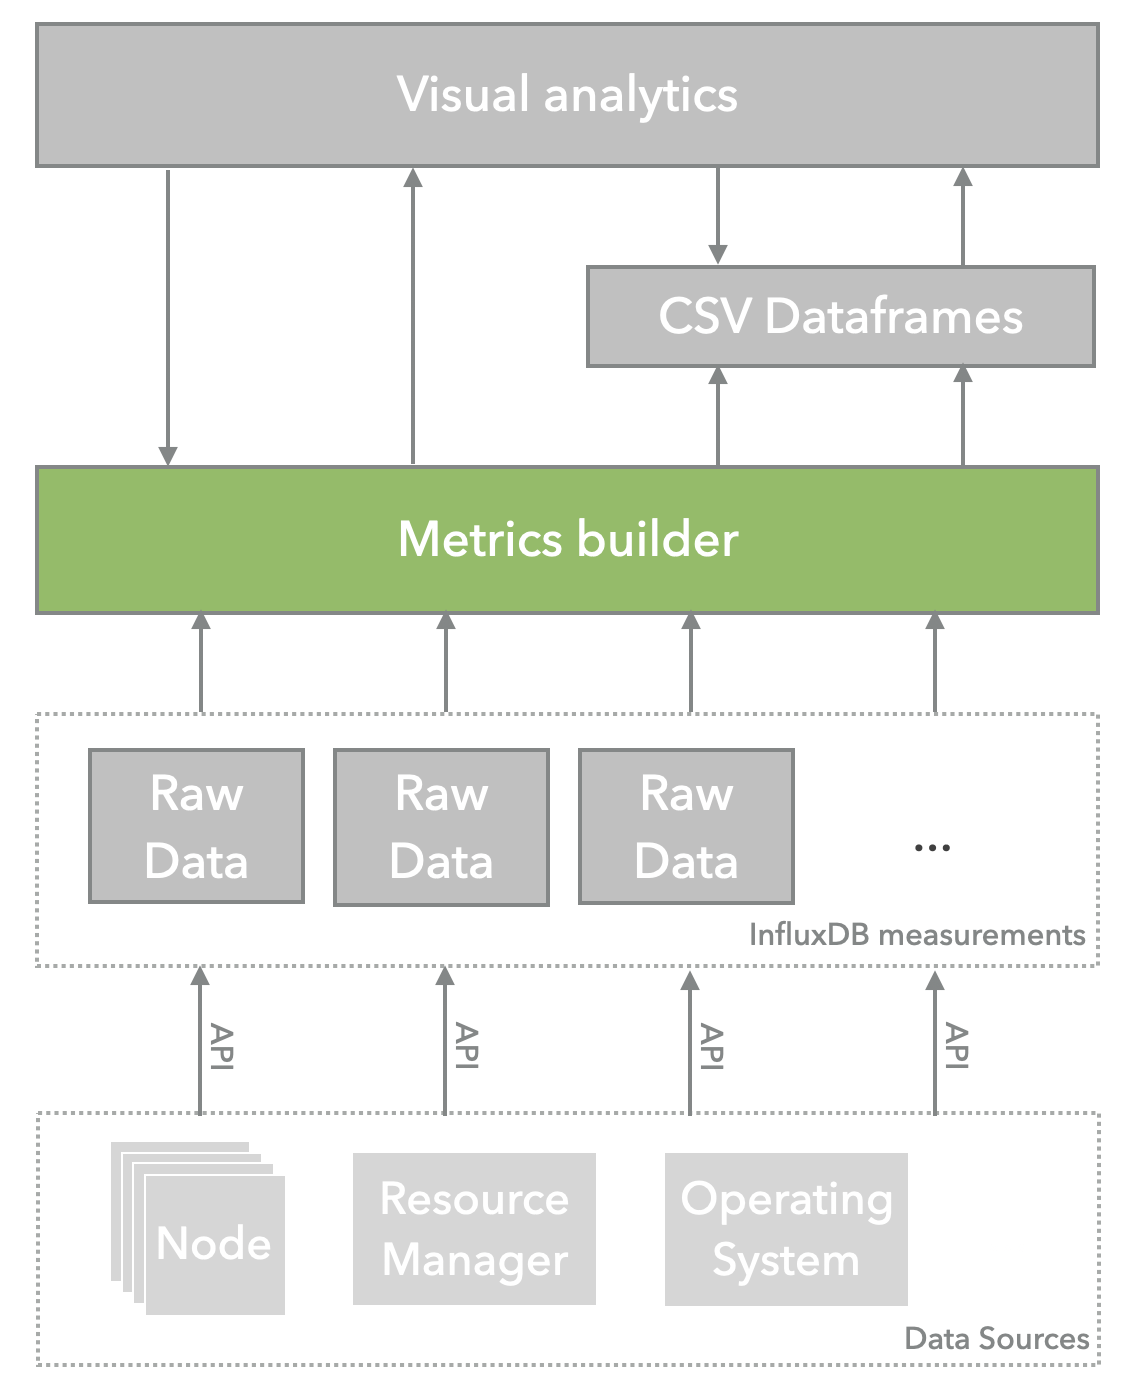 Visual analytics
CSV Dataframes
Metrics builder
Raw
Data
Raw
Data
Raw
Data
...
InfluxDB measurements
API
API
API
API
Node
Resource
Manager
Operating
System
Data Sources